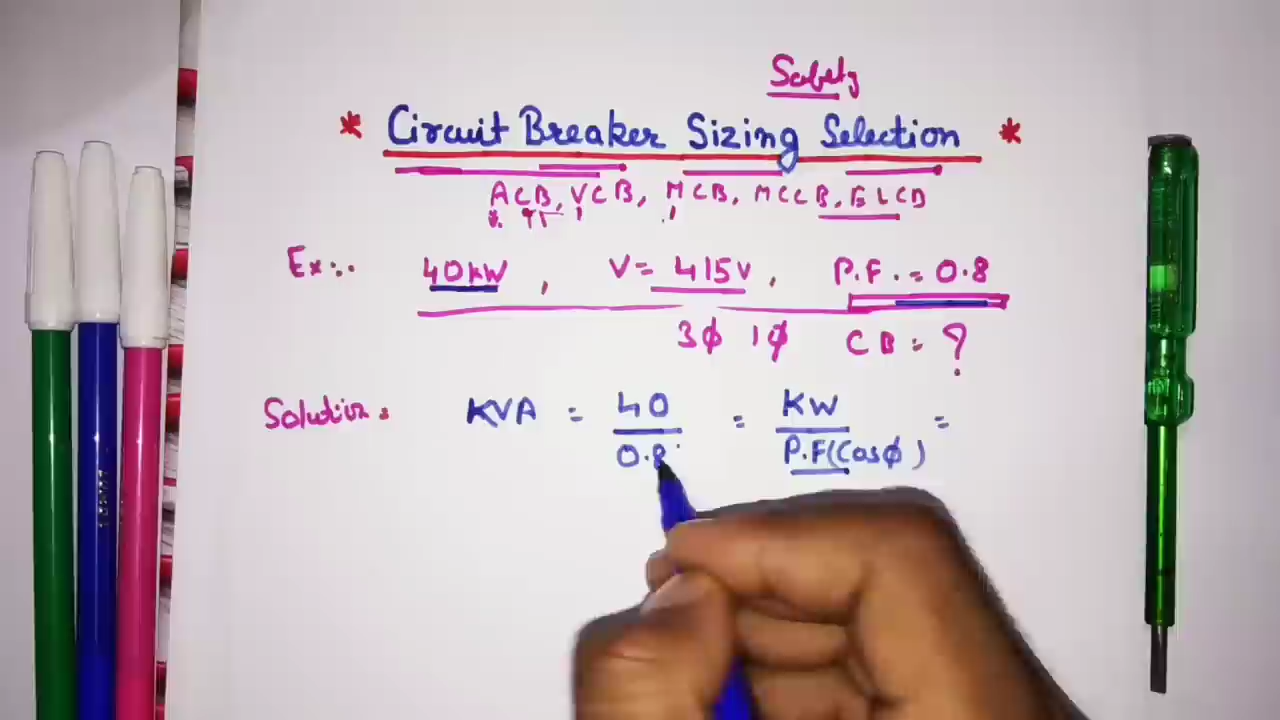 Safety
* Circuit Breaker Sizing Selection *
ACB, VCB, MCB, MCCB, ELCB
Ex:- 40kW, V= 415V, P.F. = 0.8
3ϕ 1ϕ CB = ?
Solution: KVA = 40/0.8 = KW/P.F(Cosϕ) =